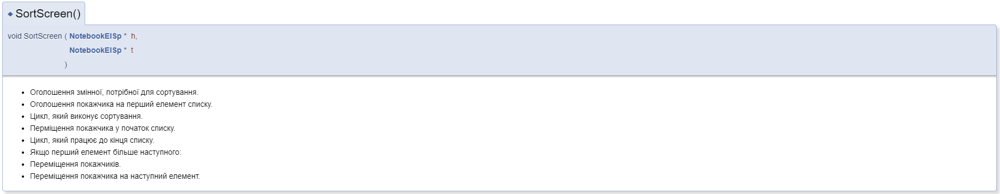 SortScreen()
void SortScreen ( NotebookElSp * h,
NotebookElSp * t
)
Оголошення змінної, потрібної для сортування.
Оголошення покажчика на перший елемент списку.
Цикл, який виконує сортування.
Перміщення покажчика у початок списку.
Цикл, який працює до кінця списку.
Якщо перший елемент більше наступного:
Переміщення покажчиків.
Переміщення покажчика на наступний елемент.